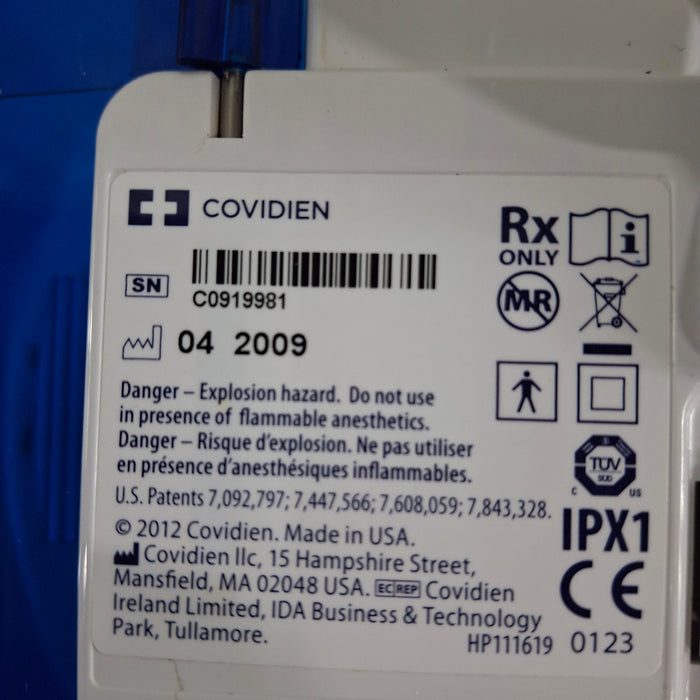 COVIDIEN
Rx
ONLY
i
SN
C0919981
MR
04 2009
Danger – Explosion hazard. Do not use
in presence of flammable anesthetics.
Danger – Risque d'explosion. Ne pas utiliser
en présence d'anesthésiques inflammables.
TÜV
SÜD
C US
U.S. Patents 7,092,797; 7,447,566; 7,608,059; 7,843,328.
IPX1
© 2012 Covidien. Made in USA.
Covidien llc, 15 Hampshire Street,
Mansfield, MA 02048 USA. EC REP Covidien
Ireland Limited, IDA Business & Technology
Park, Tullamore.
CE
HP111619 0123